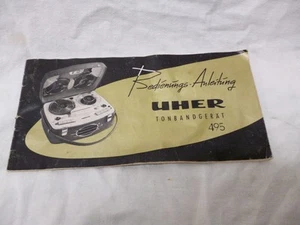 Bedienungs-Anleitung
UHER
TONBANDGERÄT
495